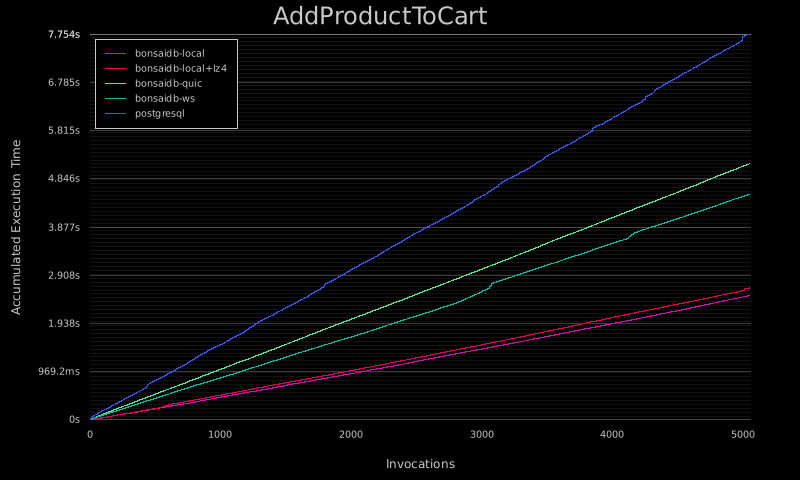 AddProductToCart
7.754s
6.785s
5.815s
4.846s
3.877s
2.908s
1.938s
969.2ms
0s
Accumulated Execution Time
bonsaidb-local
bonsaidb-local+lz4
bonsaidb-quic
bonsaidb-ws
postgresql
0 1000 2000 3000 4000 5000
Invocations